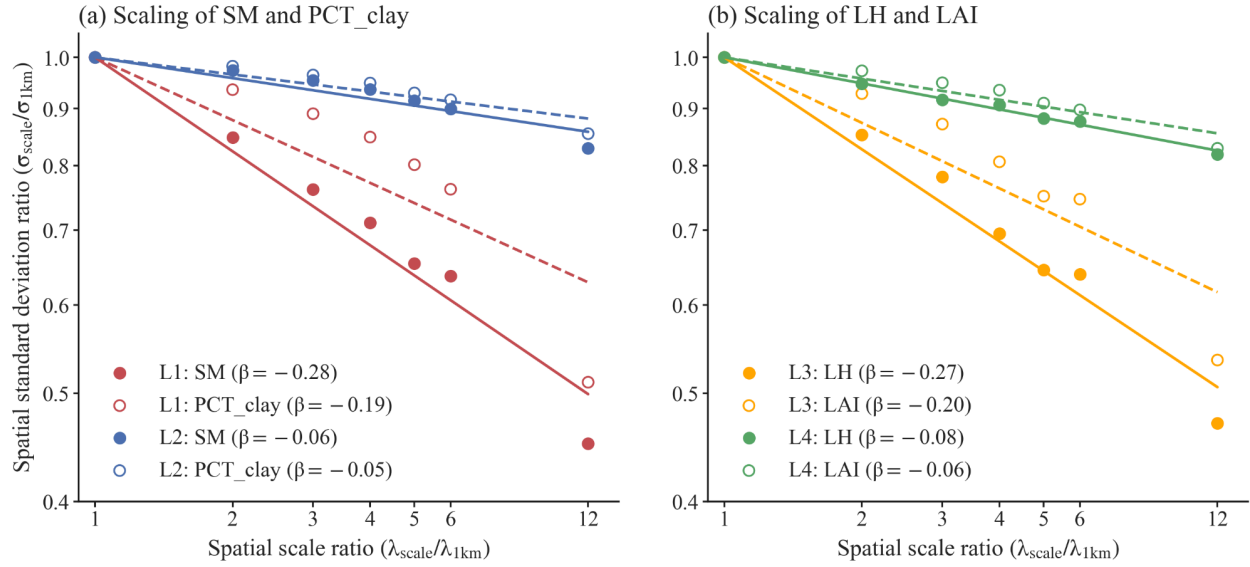 (a) Scaling of SM and PCT_clay
Spatial standard deviation ratio (σscale/σ1km)
1.0
0.9
0.8
0.7
0.6
0.5
0.4
L1: SM (β= −0.28)
L1: PCT_clay (β= −0.19)
L2: SM (β= −0.06)
L2: PCT_clay (β= −0.05)
1 2 3 4 5 6 12
Spatial scale ratio (λscale/λ1km)
(b) Scaling of LH and LAI
1.0
0.9
0.8
0.7
0.6
0.5
0.4
L3: LH (β= −0.27)
L3: LAI (β= −0.20)
L4: LH (β= −0.08)
L4: LAI (β= −0.06)
1 2 3 4 5 6 12
Spatial scale ratio (λscale/λ1km)